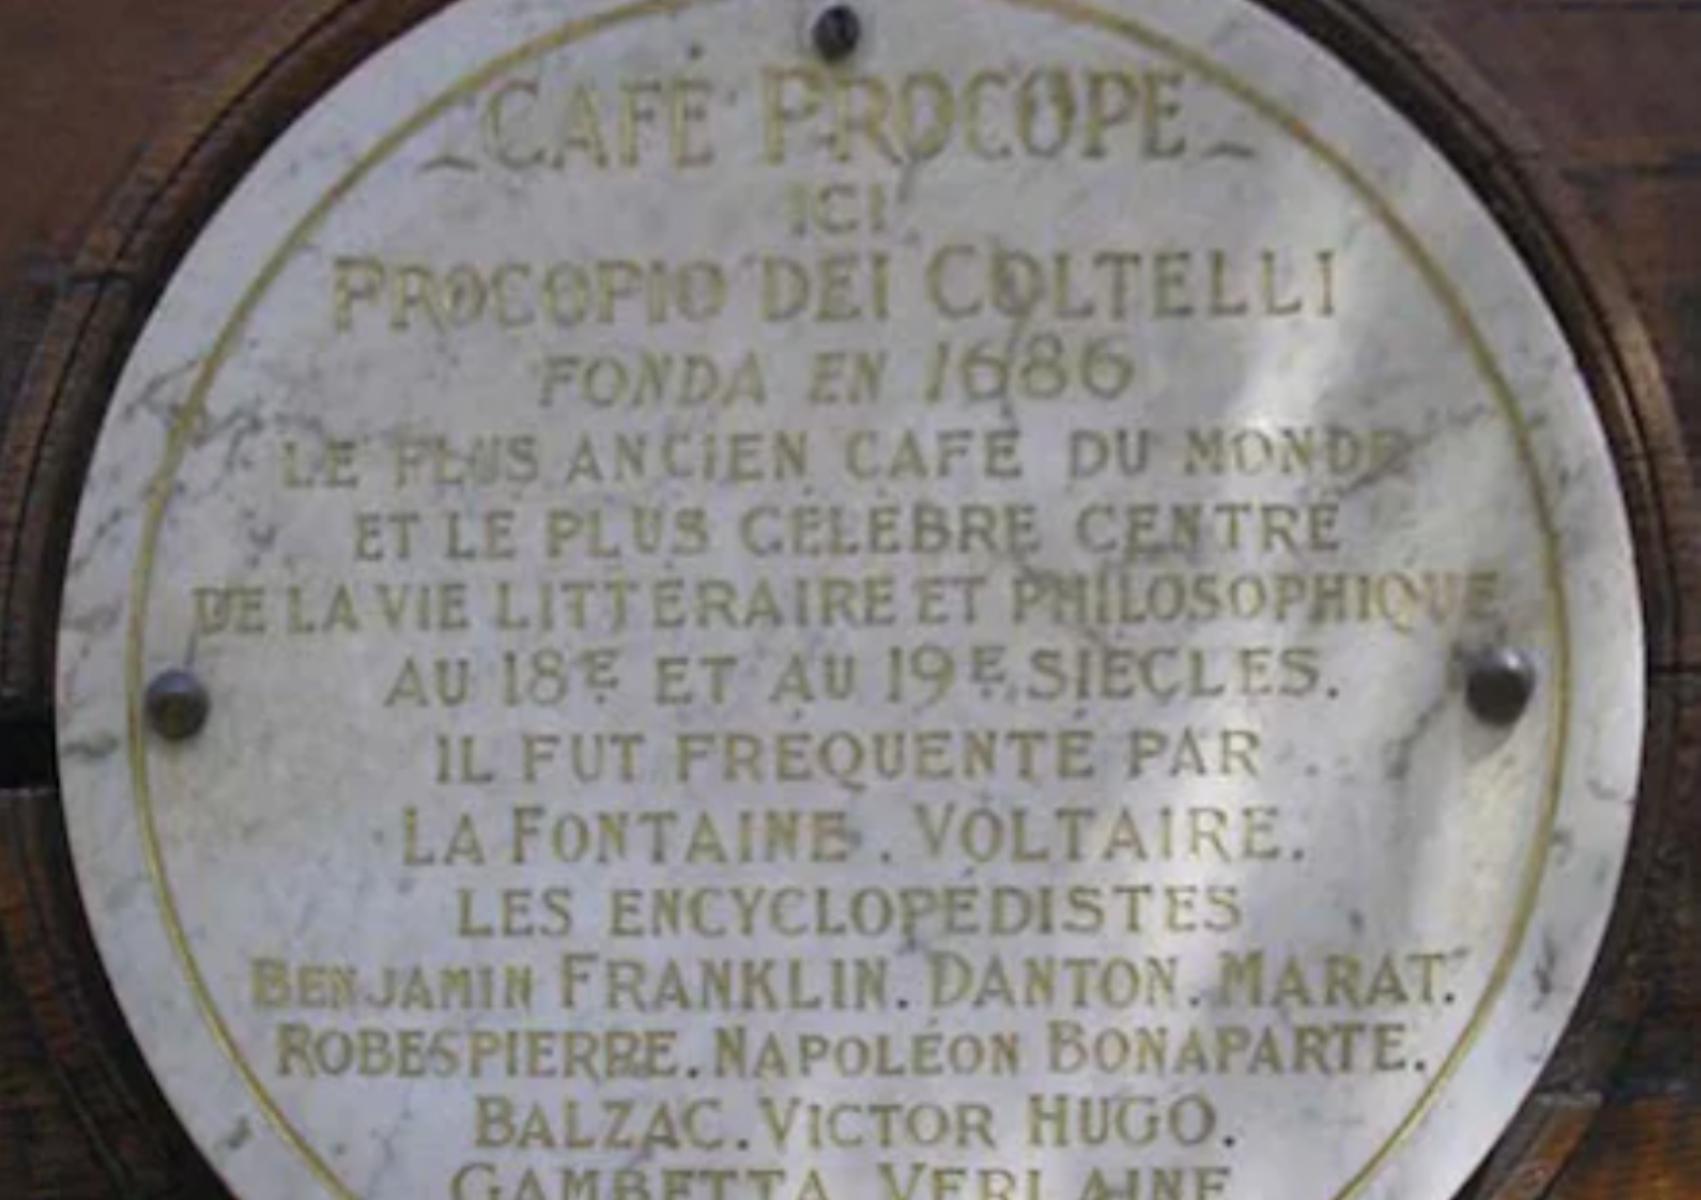 CAFÉ PROCOPE
ICI
PROCOPIO DEI COLTELLI
FONDA EN 1686
LE PLUS ANCIEN CAFÉ DU MONDE
ET LE PLUS CÉLÈBRE CENTRE
DE LA VIE LITTÉRAIRE ET PHILOSOPHIQUE
AU 18E ET AU 19E SIÈCLES.
IL FUT FRÉQUENTÉ PAR
LA FONTAINE . VOLTAIRE.
LES ENCYCLOPÉDISTES
BENJAMIN FRANKLIN. DANTON. MARAT.
ROBESPIERRE. NAPOLÉON BONAPARTE.
BALZAC. VICTOR HUGO.
GAMBETTA VERLAINE